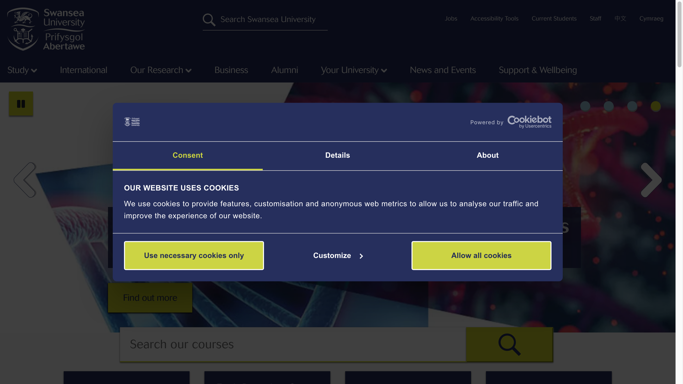 Swansea
University
Prifysgol
Abertawe
Search Swansea University
Jobs
Accessibility Tools
Current Students
Staff
中文
Cymraeg
Study
International
Our Research
Business
Alumni
Your University
News and Events
Support & Wellbeing
Powered by Cookiebot
by Usercentrics
Consent
Details
About
OUR WEBSITE USES COOKIES
We use cookies to provide features, customisation and anonymous web metrics to allow us to analyse our traffic and
improve the experience of our website.
Use necessary cookies only
Customize
Allow all cookies
Find out more
Search our courses